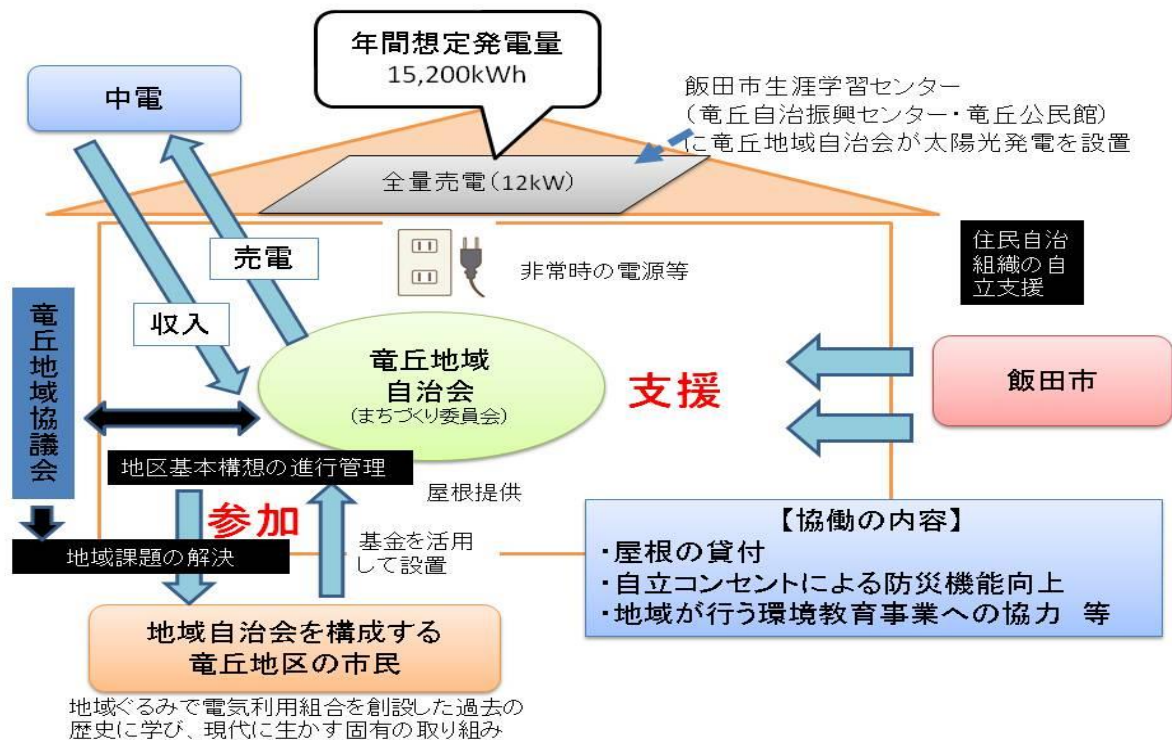 年間想定発電量
15,200kWh
中電
飯田市生涯学習センター
(竜丘自治振興センター・竜丘公民館)
に竜丘地域自治会が太陽光発電を設置
全量売電(12kW)
売電
収入
非常時の電源等
住民自治
組織の自
立支援
竜丘地域協議会
竜丘地域
自治会
(まちづくり委員会)
支援
飯田市
地区基本構想の進行管理
屋根提供
参加
基金を活用
して設置
地域課題の解決
【協働の内容】
・屋根の貸付
・自立コンセントによる防災機能向上
・地域が行う環境教育事業への協力 等
地域自治会を構成する
竜丘地区の市民
地域ぐるみで電気利用組合を創設した過去の
歴史に学び、現代に生かす固有の取り組み